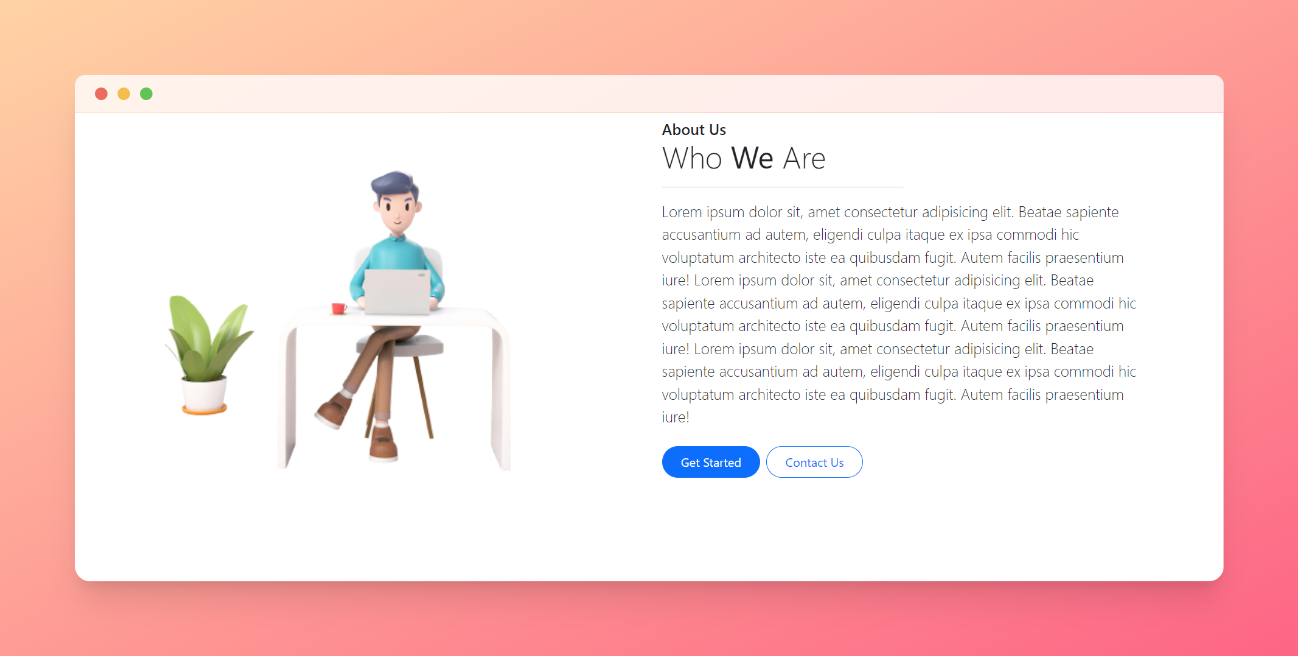 About Us
Who We Are
Lorem ipsum dolor sit, amet consectetur adipisicing elit. Beatae sapiente
accusantium ad autem, eligendi culpa itaque ex ipsa commodi hic
voluptatum architecto iste ea quibusdam fugit. Autem facilis praesentium
iure! Lorem ipsum dolor sit, amet consectetur adipisicing elit. Beatae
sapiente accusantium ad autem, eligendi culpa itaque ex ipsa commodi hic
voluptatum architecto iste ea quibusdam fugit. Autem facilis praesentium
iure! Lorem ipsum dolor sit, amet consectetur adipisicing elit. Beatae
sapiente accusantium ad autem, eligendi culpa itaque ex ipsa commodi hic
voluptatum architecto iste ea quibusdam fugit. Autem facilis praesentium
iure!
Get Started
Contact Us